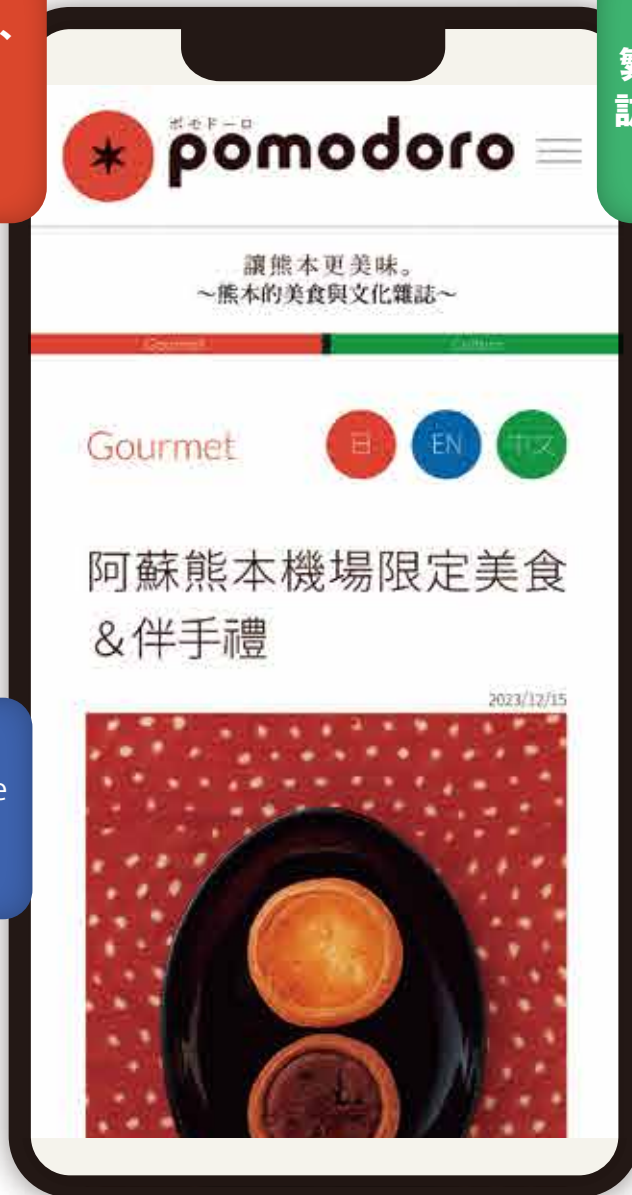 ポモドーロ
pomodoro
讓熊本更美味。
~熊本的美食與文化雜誌~
Gourmet
Culture
Gourmet
日
EN
中文
阿蘇熊本機場限定美食
&伴手禮
2023/12/15
e